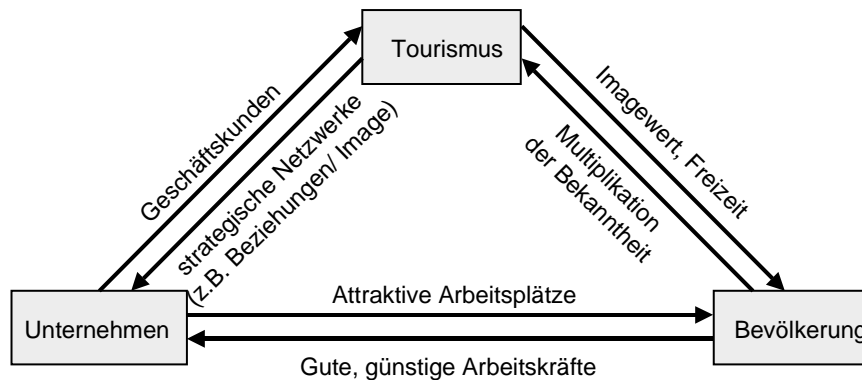 Tourismus
Geschäftskunden
strategische Netzwerke
(z.B. Beziehungen/ Image)
Imagewert, Freizeit
Multiplikation
der Bekanntheit
Unternehmen
Attraktive Arbeitsplätze
Gute, günstige Arbeitskräfte
Bevölkerung